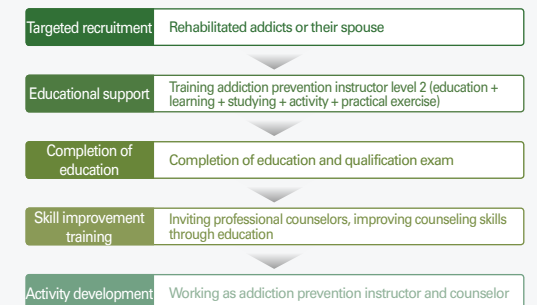 Targeted recruitment
Rehabilitated addicts or their spouse
Educational support
Training addiction prevention instructor level 2 (education +
learning + studying + activity + practical exercise)
Completion of
education
Completion of education and qualification exam
Skill improvement
training
Inviting professional counselors, improving counseling skills
through education
Activity development
Working as addiction prevention instructor and counselor